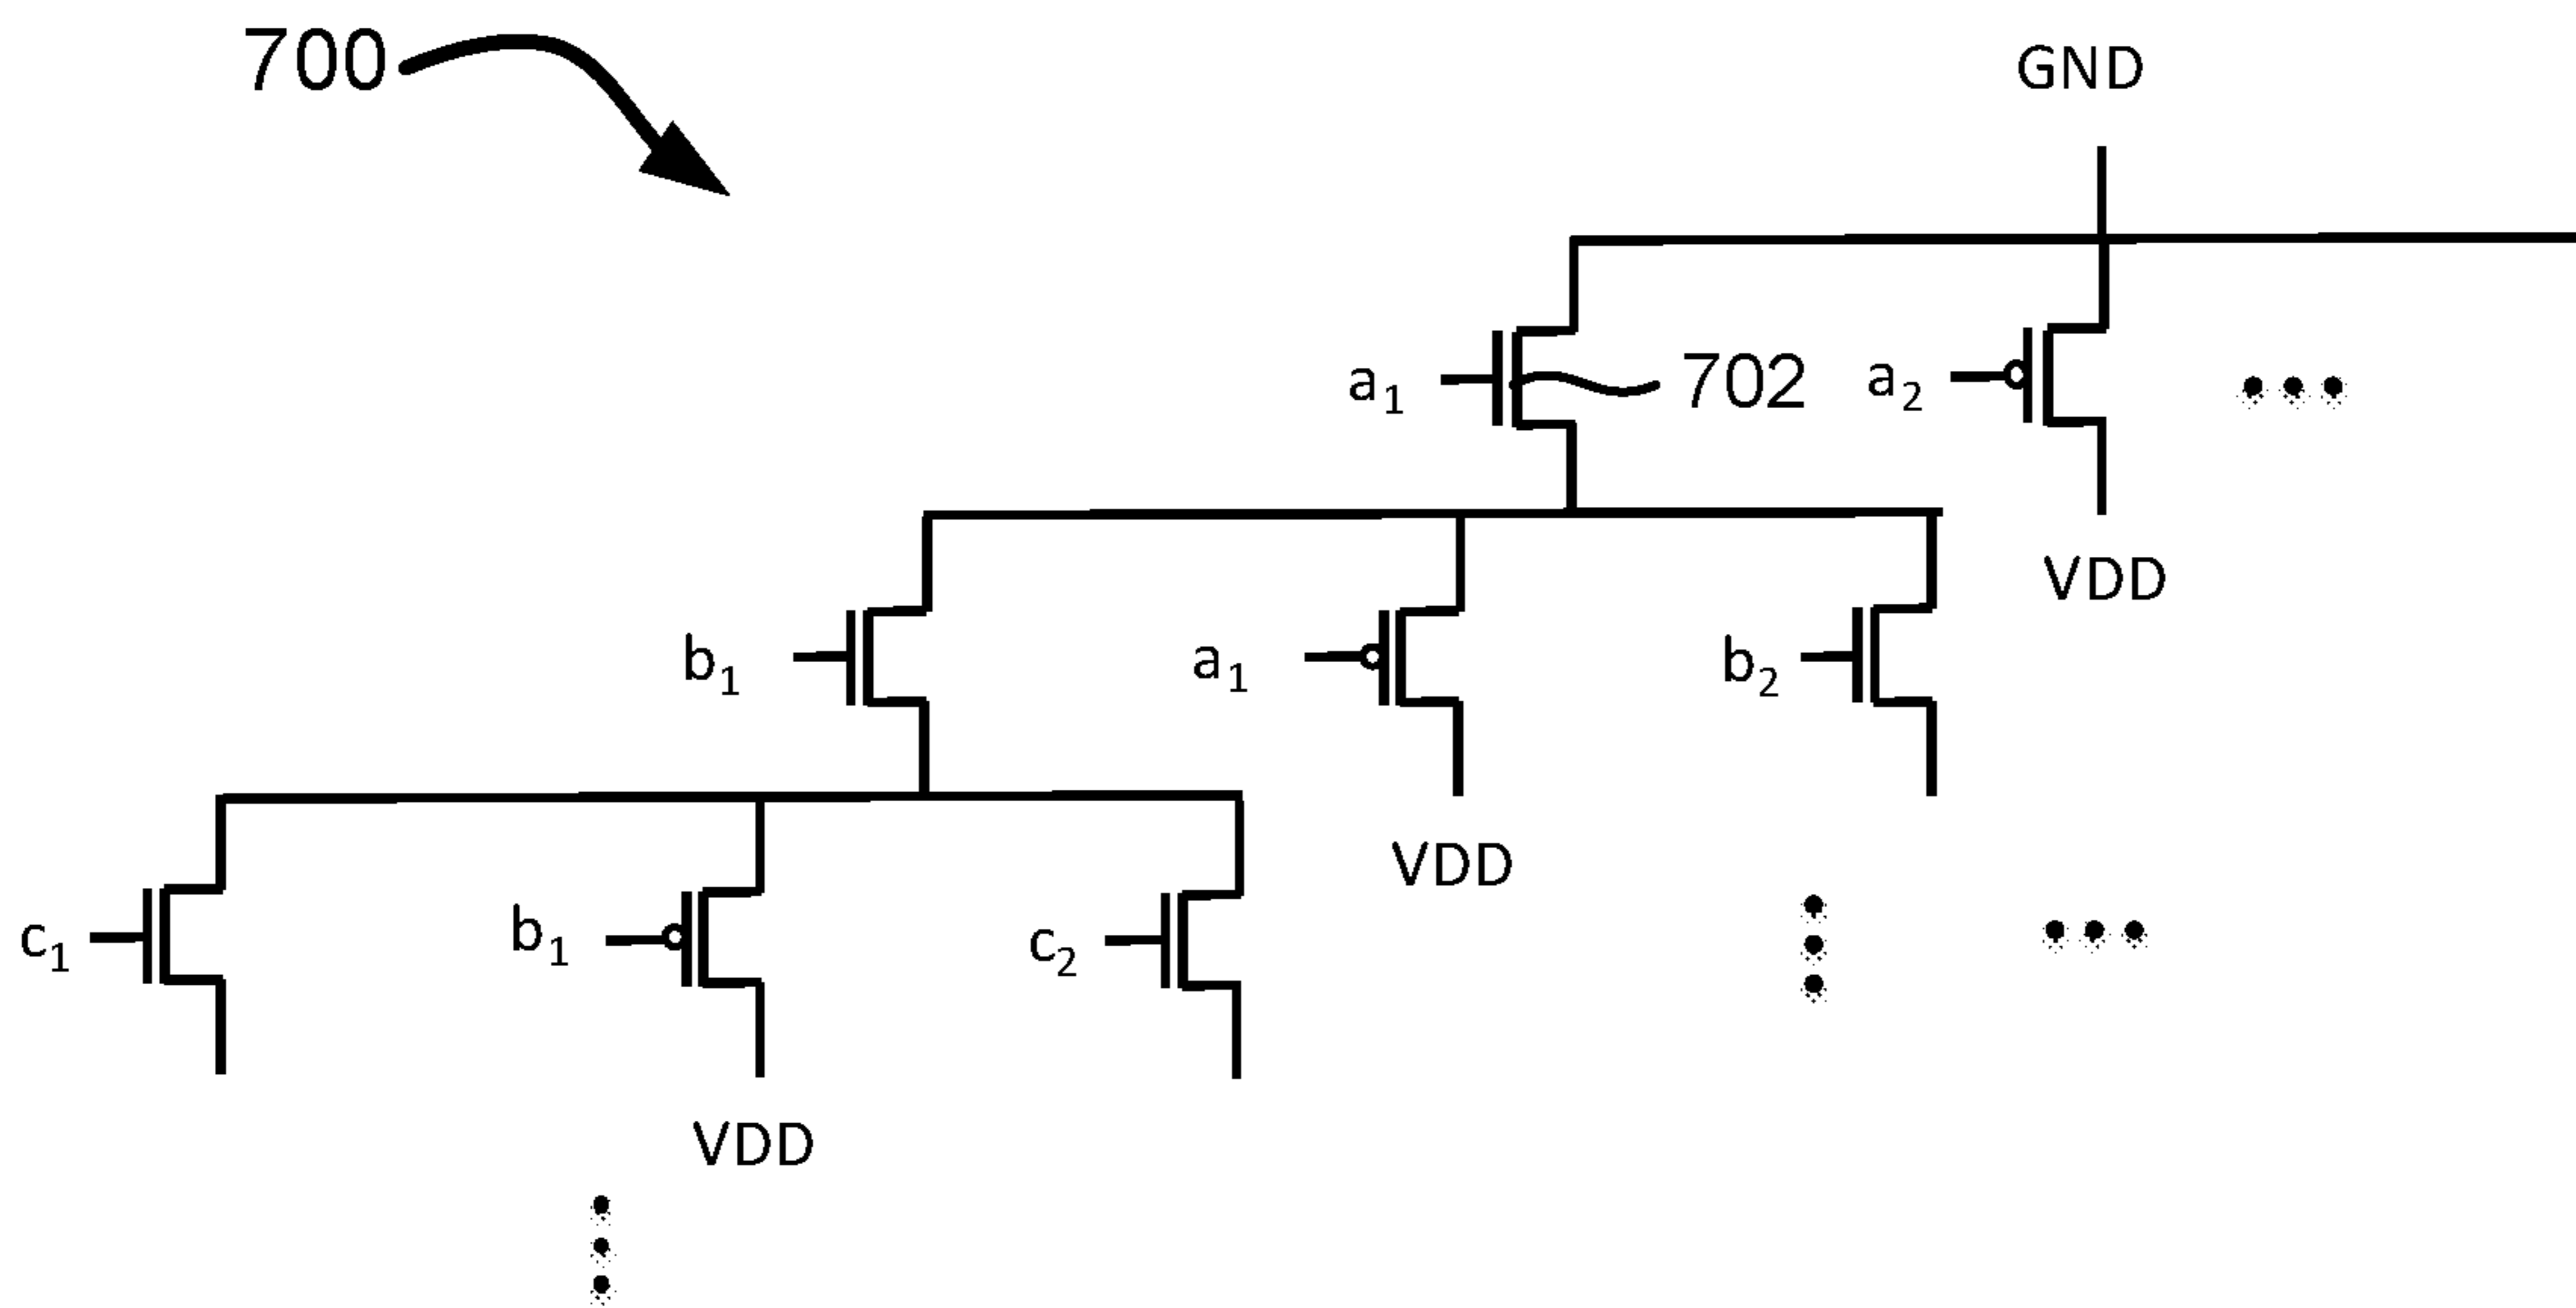 700
GND
a₁
702
a₂
VDD
b₁
a₁
b₂
VDD
c₁
b₁
c₂
VDD